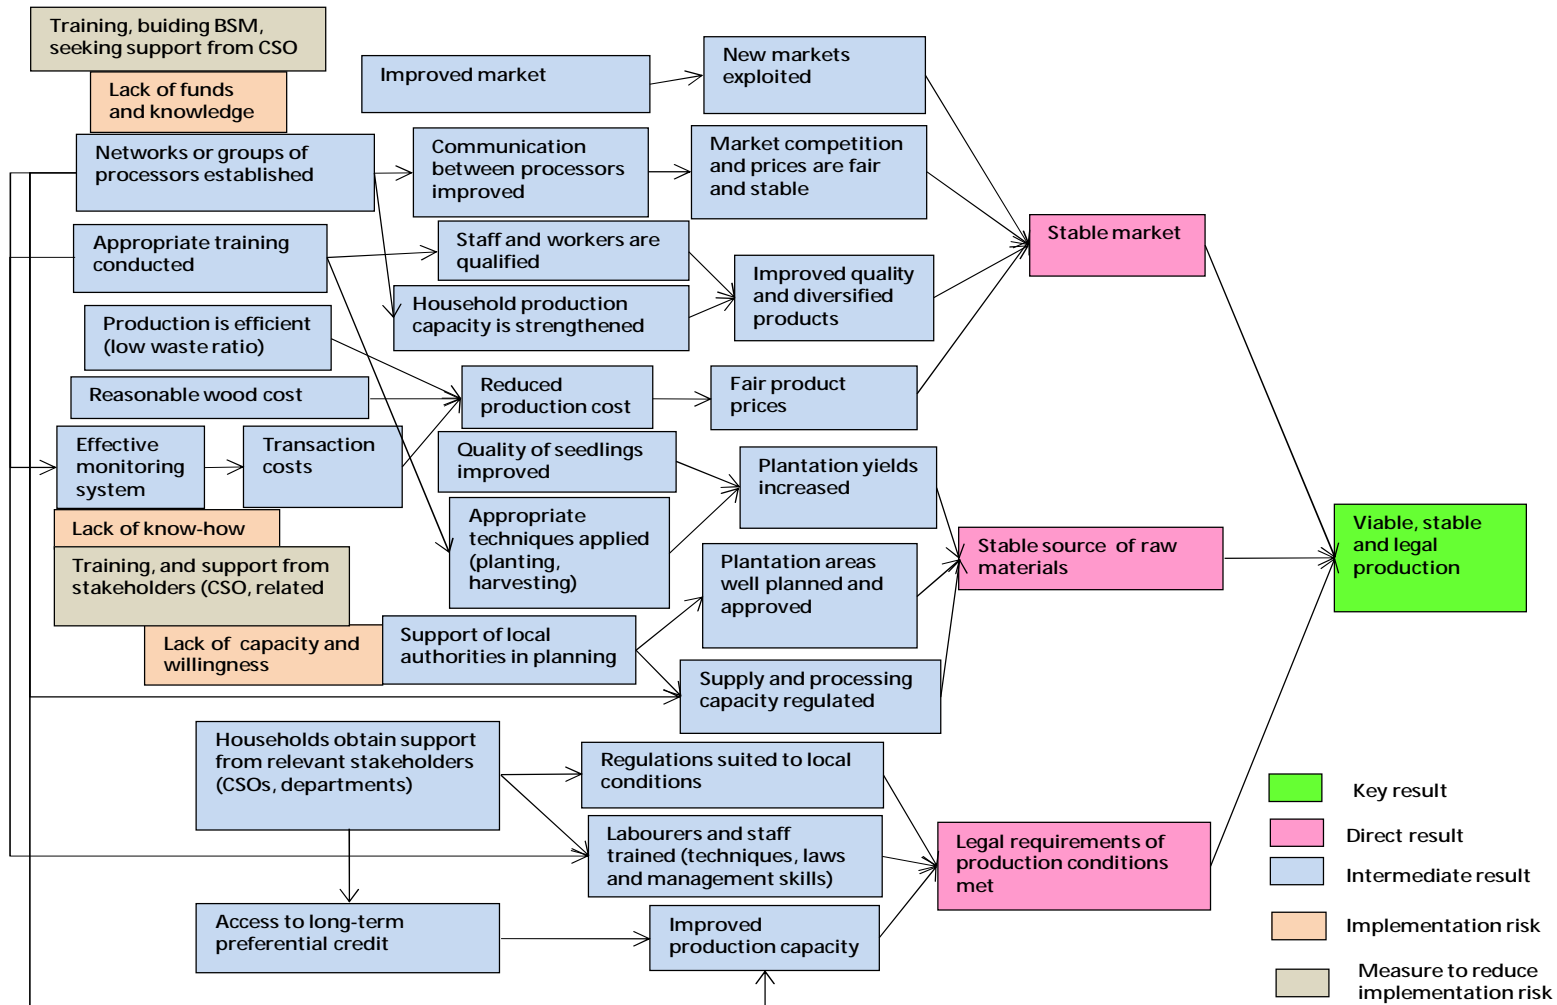 Training, buiding BSM,
seeking support from CSO
Lack of funds
and knowledge
Networks or groups of
processors established
Appropriate training
conducted
Production is efficient
(low waste ratio)
Reasonable wood cost
Effective
monitoring
system
Transaction
costs
Lack of know-how
Training, and support from
stakeholders (CSO, related
Lack of capacity and
willingness
Support of local
authorities in planning
Households obtain support
from relevant stakeholders
(CSOs, departments)
Access to long-term
preferential credit
Improved market
Communication
between processors
improved
Staff and workers are
qualified
Household production
capacity is strengthened
Reduced
production cost
Quality of seedlings
improved
Appropriate
techniques applied
(planting,
harvesting)
New markets
exploited
Market competition
and prices are fair
and stable
Improved quality
and diversified
products
Fair product
prices
Plantation yields
increased
Plantation areas
well planned and
approved
Supply and processing
capacity regulated
Regulations suited to local
conditions
Labourers and staff
trained (techniques, laws
and management skills)
Improved
production capacity
Stable market
Stable source of raw
materials
Legal requirements of
production conditions
met
Viable, stable
and legal
production
Key result
Direct result
Intermediate result
Implementation risk
Measure to reduce
implementation risk